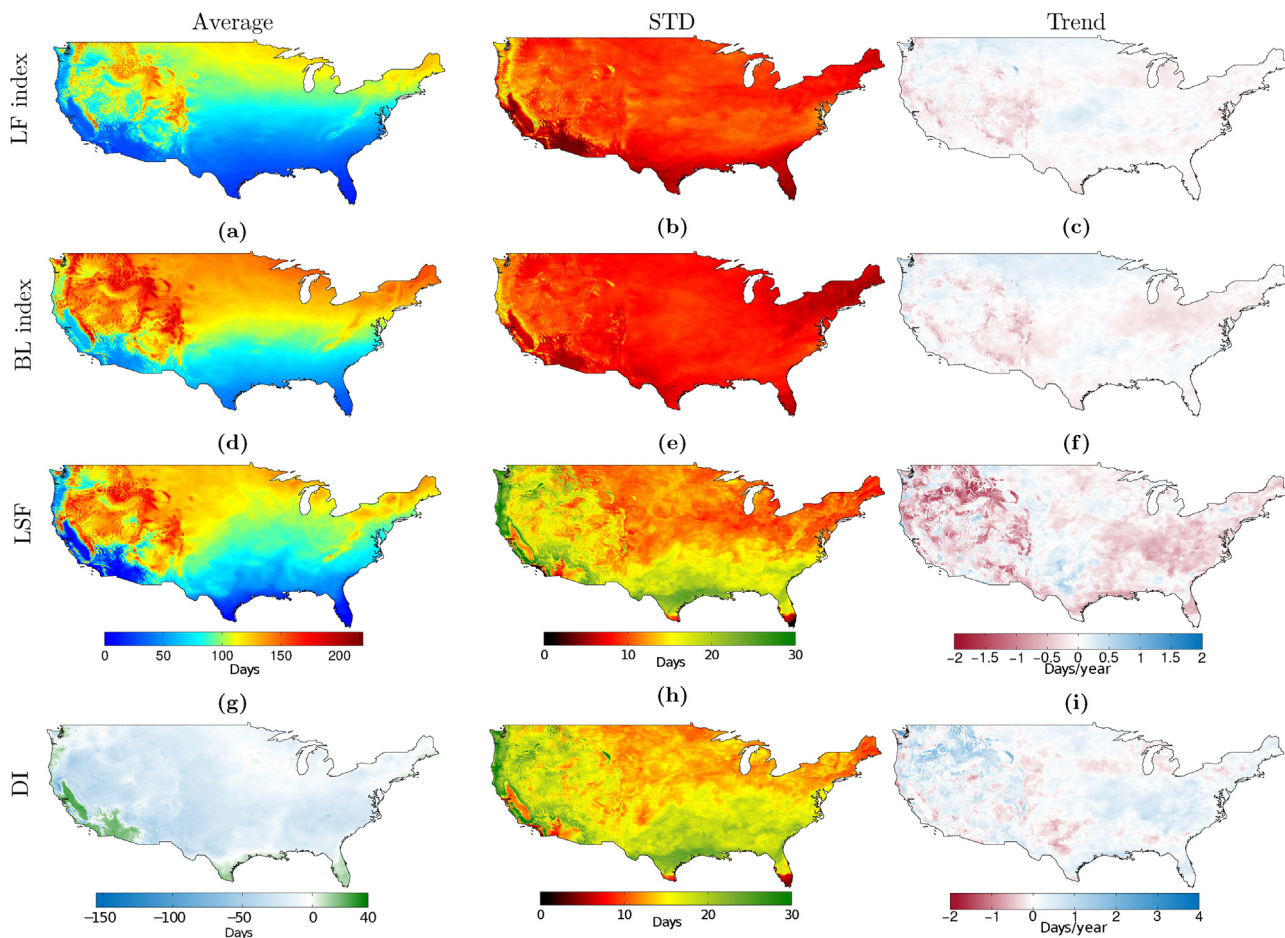 Average STD Trend
LF index
(a) (b) (c)
BL index
(d) (e) (f)
LSF
0 50 100 150 200
Days
0 10 20 30
Days
−2 −1.5 −1 −0.5 0 0.5 1 1.5 2
Days/year
(g) (h) (i)
DI
−150 −100 −50 0 40
Days
0 10 20 30
Days
−2 −1 0 1 2 3 4
Days/year